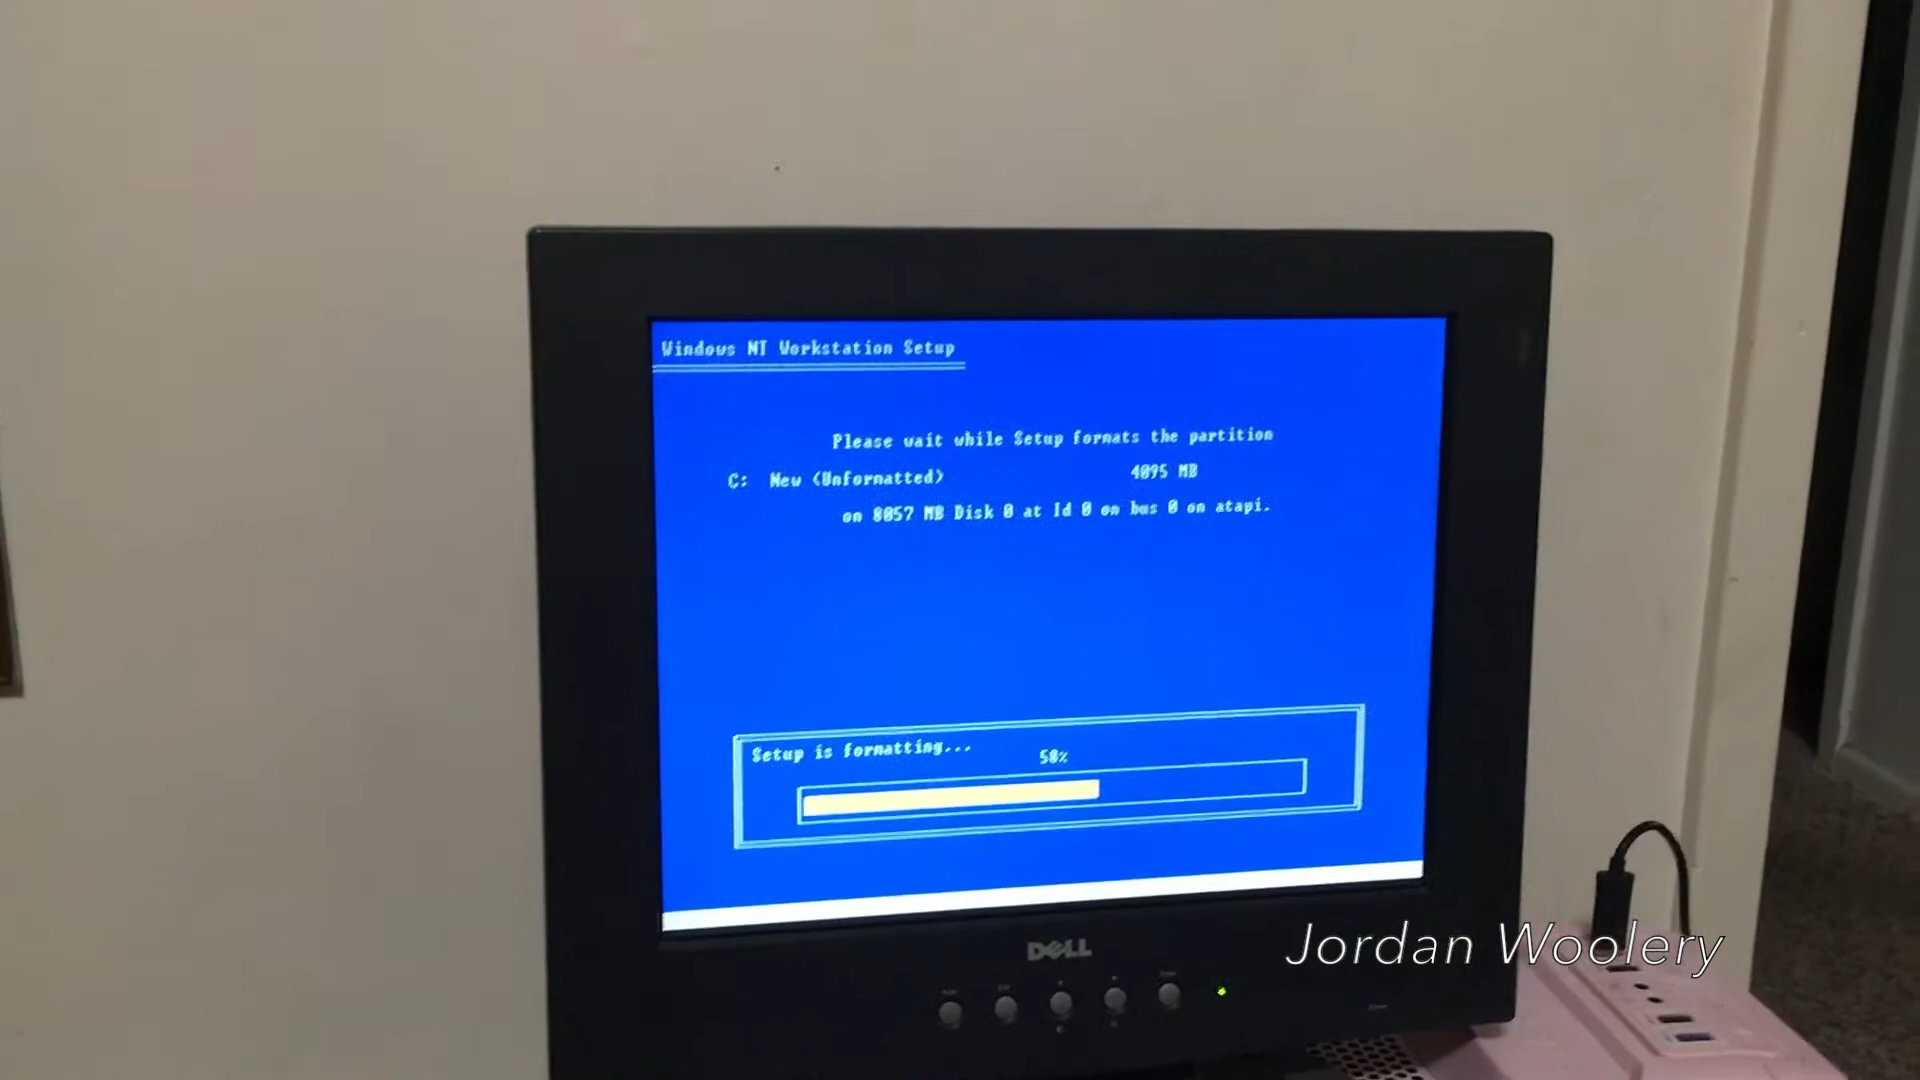 Windows NT Workstation Setup
Please wait while Setup formats the partition
C: New (Unformatted) 4095 MB
on 8057 MB Disk 0 at Id 0 on bus 0 on atapi.
Setup is formatting...
58%
DELL
Jordan Woolery